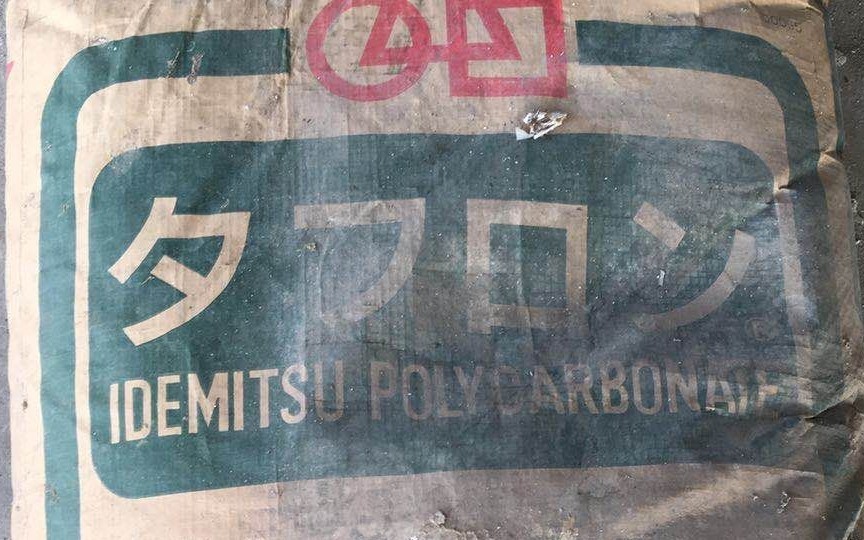 タフロン®
IDEMITSU POLYCARBONATE